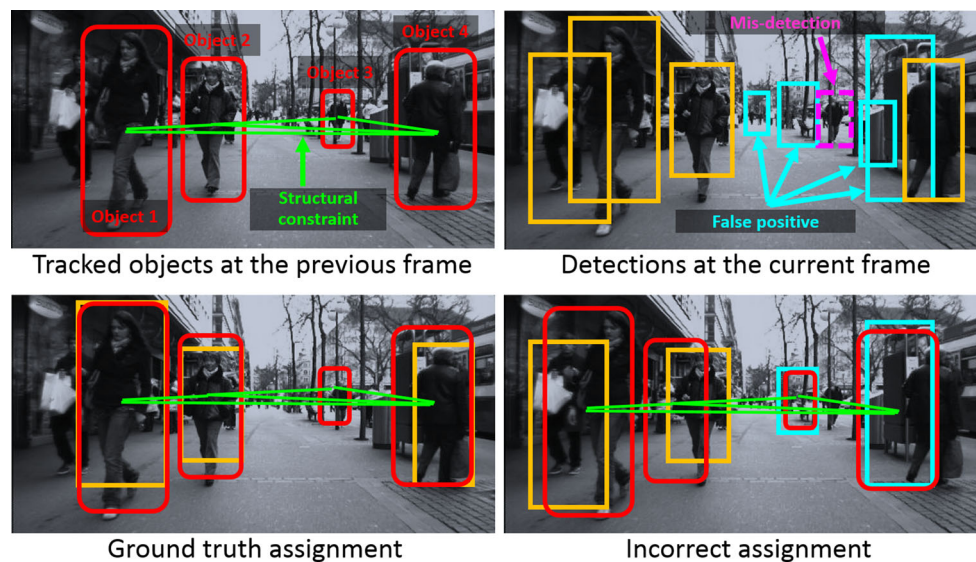 Object 1
Object 2
Object 3
Object 4
Structural
constraint
Tracked objects at the previous frame
Mis-detection
False positive
Detections at the current frame
Ground truth assignment
Incorrect assignment